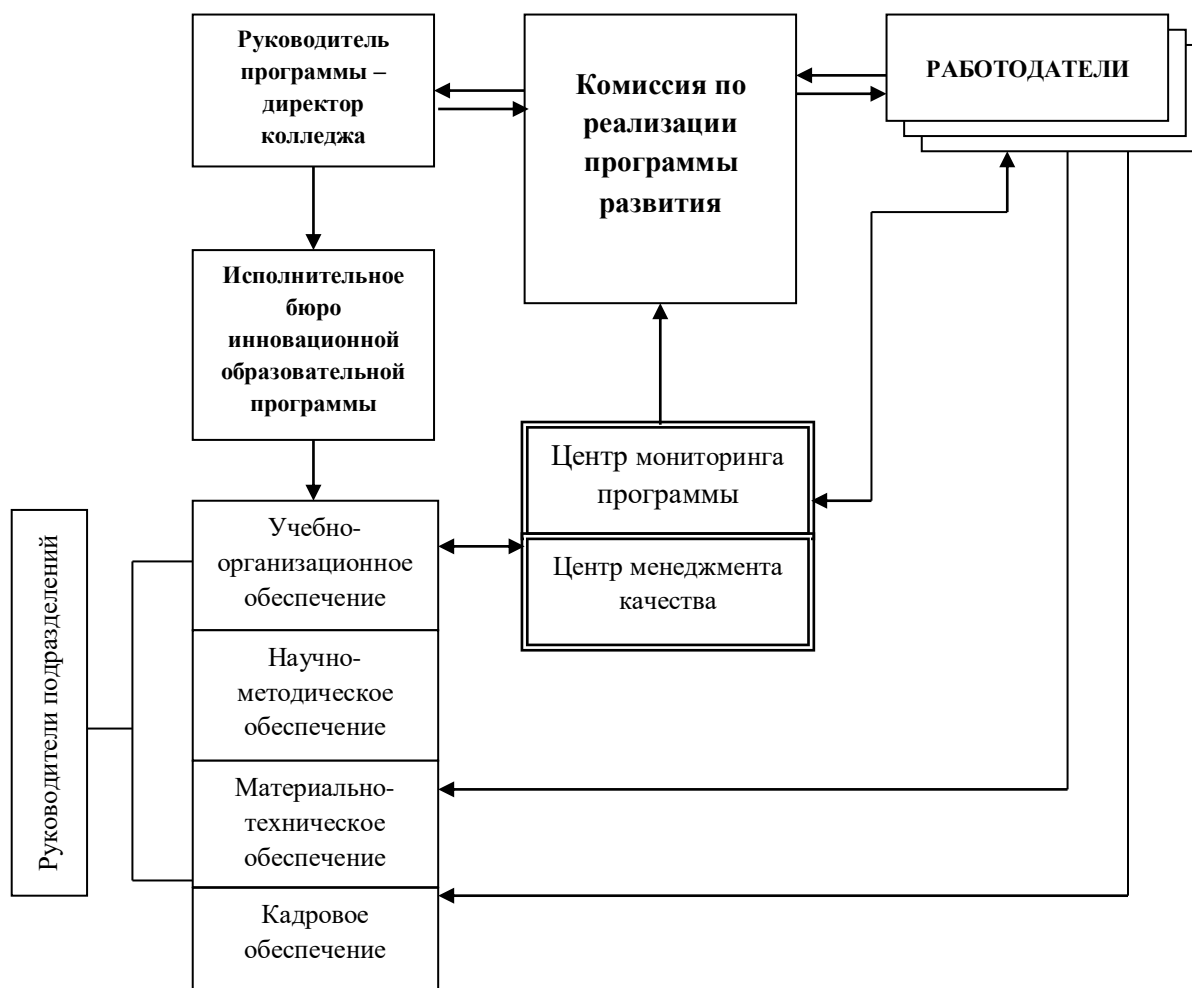 Руководитель
программы –
директор
колледжа
Комиссия по
реализации
программы
развития
РАБОТОДАТЕЛИ
Исполнительное
бюро
инновационной
образовательной
программы
Центр мониторинга
программы
Центр менеджмента
качества
Руководители подразделений
Учебно-
организационное
обеспечение
Научно-
методическое
обеспечение
Материально-
техническое
обеспечение
Кадровое
обеспечение